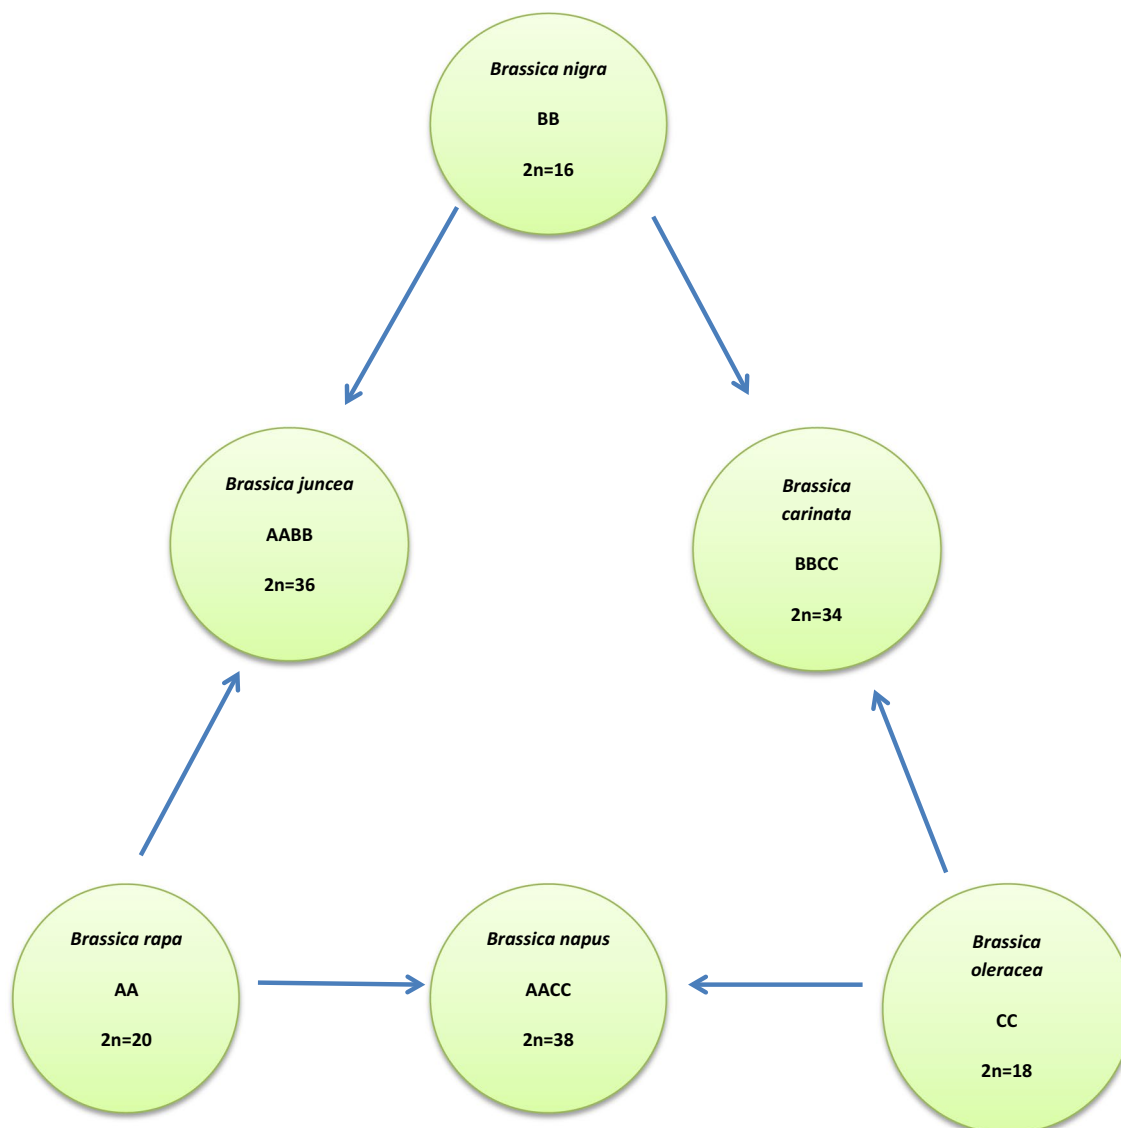 Brassica nigra
BB
2n=16
Brassica juncea
AABB
2n=36
Brassica
carinata
BBCC
2n=34
Brassica rapa
AA
2n=20
Brassica napus
AACC
2n=38
Brassica
oleracea
CC
2n=18